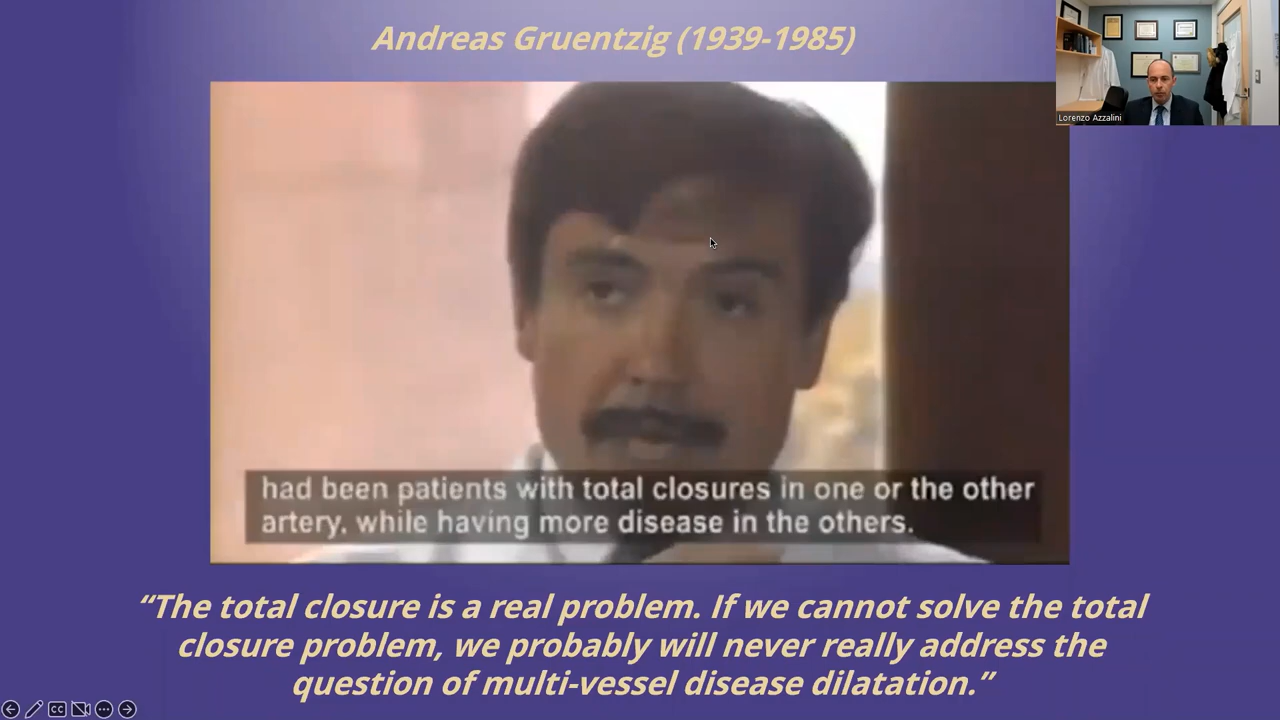 Andreas Gruentzig (1939-1985)
Lorenzo Azzalini
had been patients with total closures in one or the other
artery, while having more disease in the others.
“The total closure is a real problem. If we cannot solve the total
closure problem, we probably will never really address the
question of multi-vessel disease dilatation.”
CC